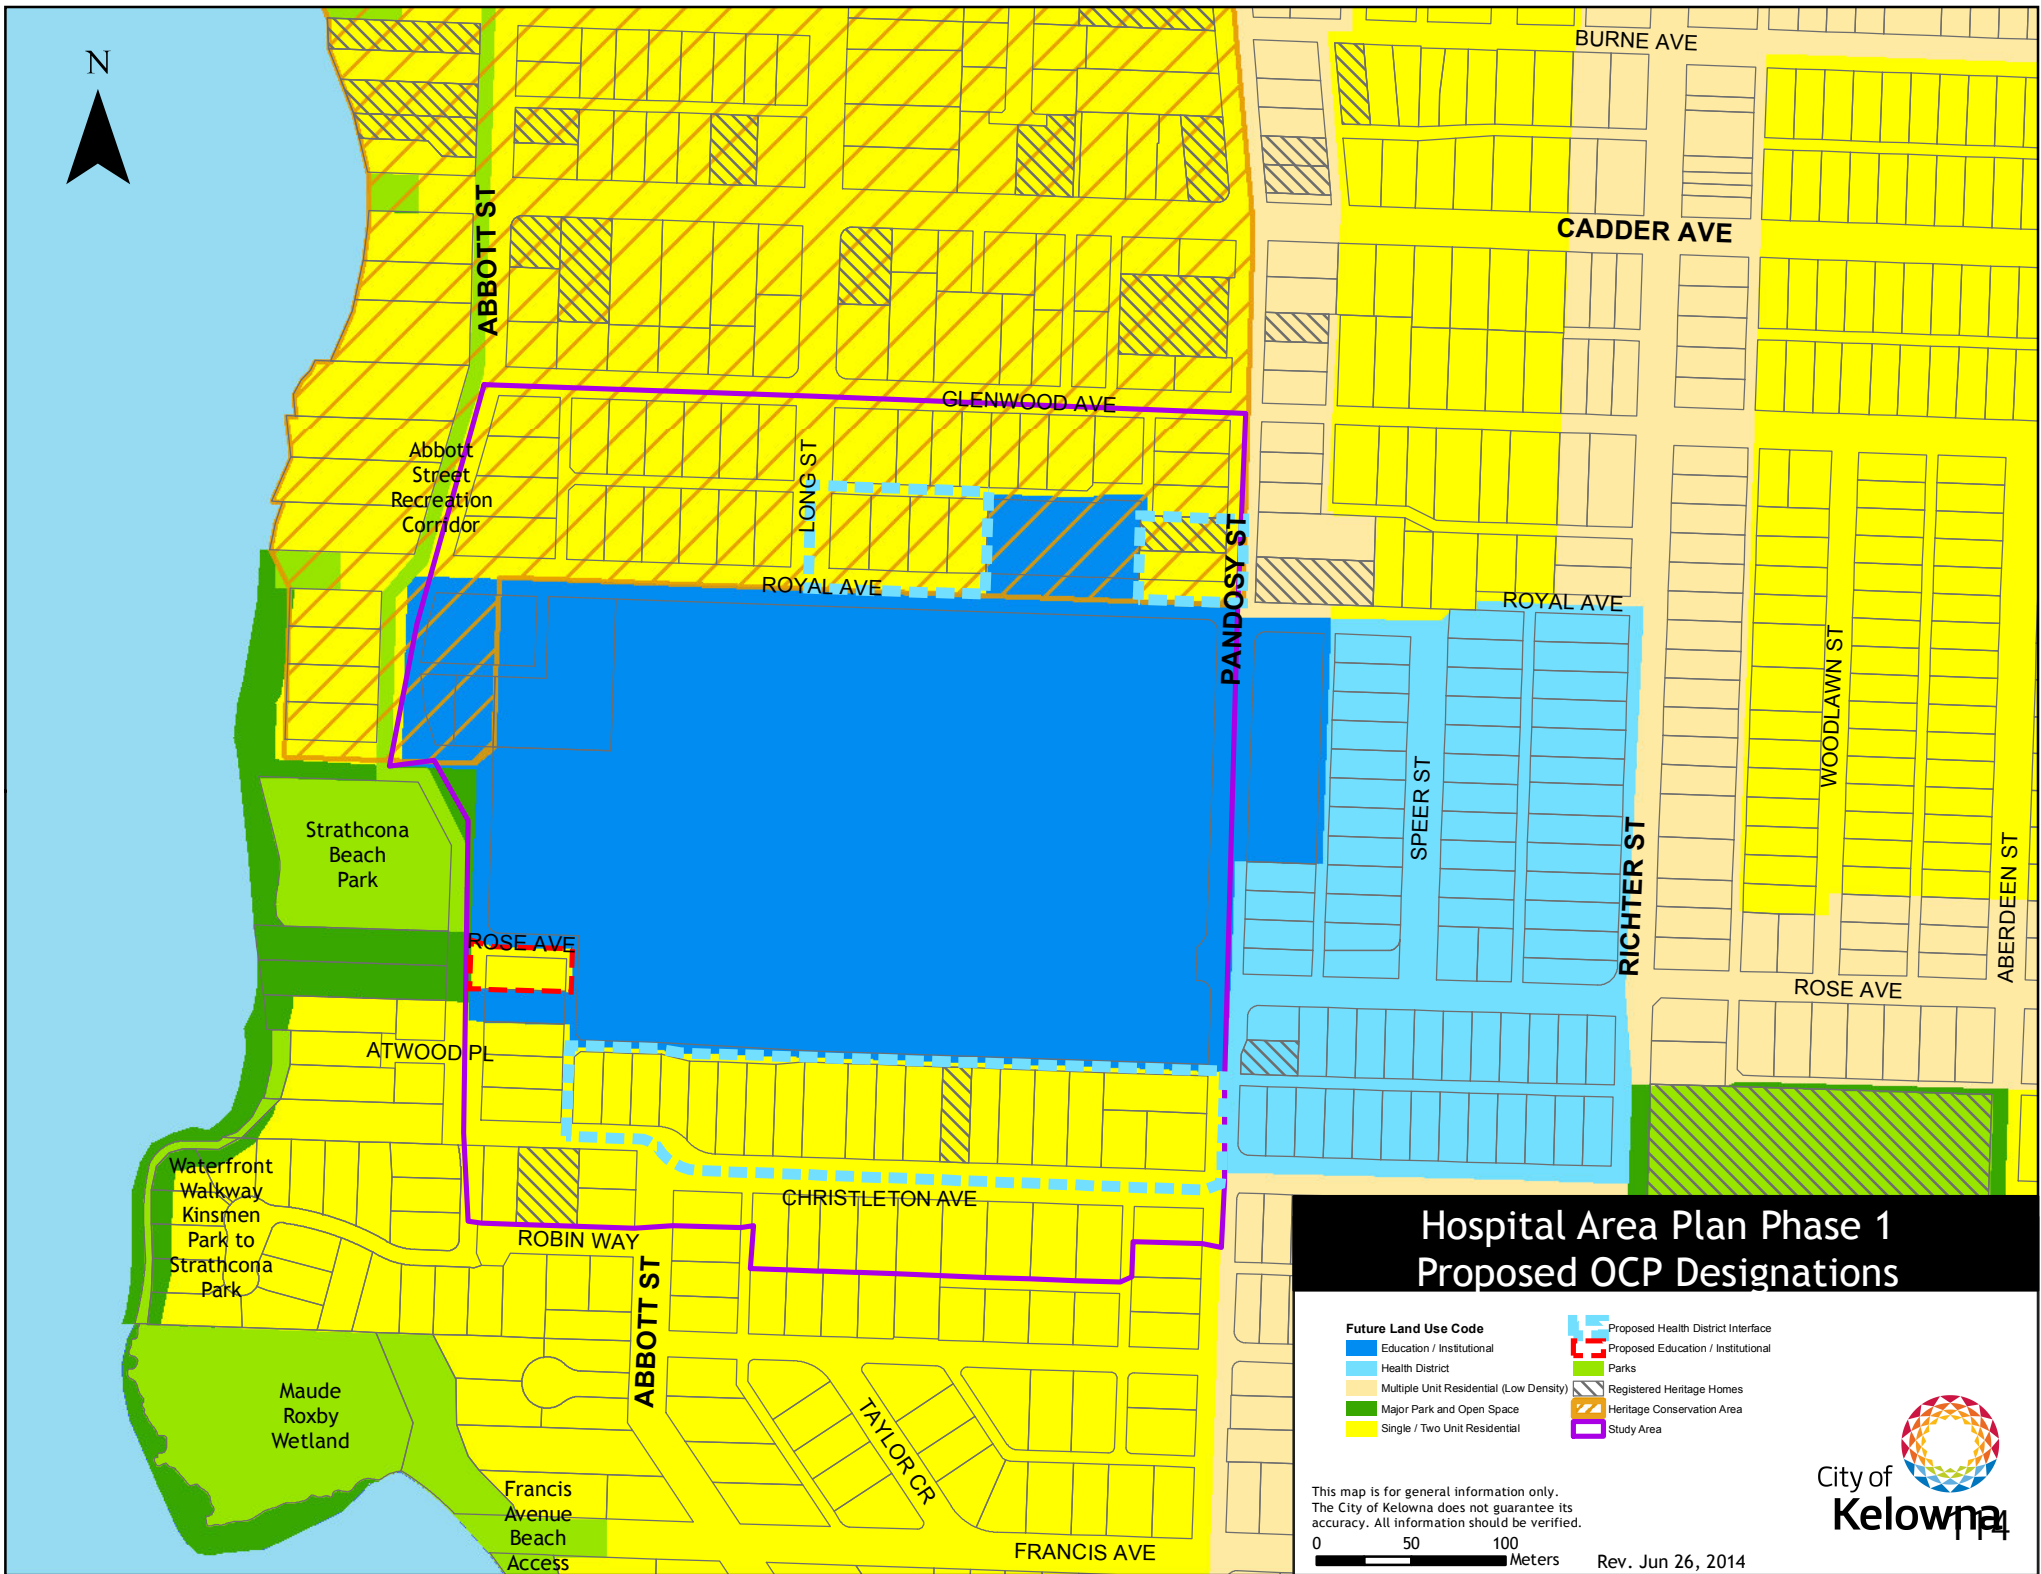 N
BURNE AVE
CADDER AVE
ABBOTT ST
GLENWOOD AVE
Abbott
Street
Recreation
Corridor
LONG ST
ROYAL AVE
PANDOSY ST
ROYAL AVE
WOODLAWN ST
SPEER ST
RICHTER ST
ABERDEEN ST
Strathcona
Beach
Park
ROSE AVE
ROSE AVE
ATWOOD PL
Waterfront
Walkway
Kinsmen
Park to
Strathcona
Park
CHRISTLETON AVE
ROBIN WAY
ABBOTT ST
Maude
Roxby
Wetland
TAYLOR CR
Francis
Avenue
Beach
Access
FRANCIS AVE
Hospital Area Plan Phase 1
Proposed OCP Designations
Future Land Use Code
Education / Institutional
Health District
Multiple Unit Residential (Low Density)
Major Park and Open Space
Single / Two Unit Residential
Proposed Health District Interface
Proposed Education / Institutional
Parks
Registered Heritage Homes
Heritage Conservation Area
Study Area
This map is for general information only.
The City of Kelowna does not guarantee its
accuracy. All information should be verified.
0 50 100
Meters
Rev. Jun 26, 2014
City of
Kelowna
114